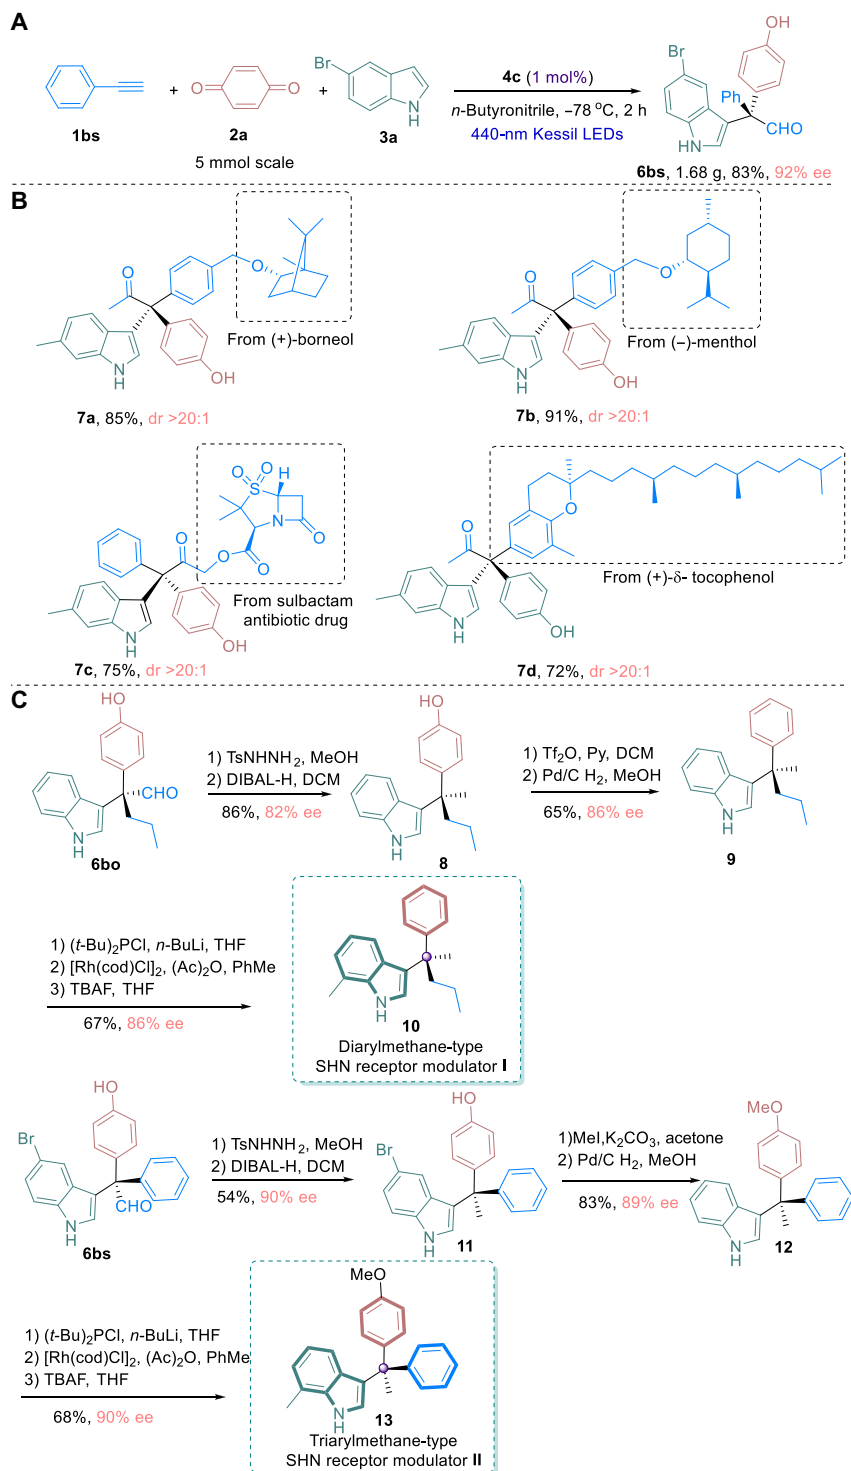 A
1bs
+
O
O
2a
+
Br
N
H
3a
5 mmol scale
4c (1 mol%)
n-Butyronitrile, –78 °C, 2 h
440-nm Kessil LEDs
OH
Br
Ph
CHO
N
H
6bs, 1.68 g, 83%, 92% ee
B
O
O
N
H
OH
From (+)-borneol
7a, 85%, dr >20:1
O
O
N
H
OH
From (–)-menthol
7b, 91%, dr >20:1
O
O
S
H
N
O
O
O
O
N
H
OH
From sulbactam
antibiotic drug
7c, 75%, dr >20:1
O
O
N
H
OH
From (+)-δ- tocophenol
7d, 72%, dr >20:1
C
HO
CHO
N
H
6bo
1) TsNHNH2, MeOH
2) DIBAL-H, DCM
86%, 82% ee
HO
N
H
8
1) Tf2O, Py, DCM
2) Pd/C H2, MeOH
65%, 86% ee
N
H
9
1) (t-Bu)2PCl, n-BuLi, THF
2) [Rh(cod)Cl]2, (Ac)2O, PhMe
3) TBAF, THF
67%, 86% ee
N
H
10
Diarylmethane-type
SHN receptor modulator I
HO
Br
CHO
N
H
6bs
1) TsNHNH2, MeOH
2) DIBAL-H, DCM
54%, 90% ee
HO
Br
N
H
11
1)MeI,K2CO3, acetone
2) Pd/C H2, MeOH
83%, 89% ee
MeO
N
H
12
1) (t-Bu)2PCl, n-BuLi, THF
2) [Rh(cod)Cl]2, (Ac)2O, PhMe
3) TBAF, THF
68%, 90% ee
MeO
N
H
13
Triarylmethane-type
SHN receptor modulator II